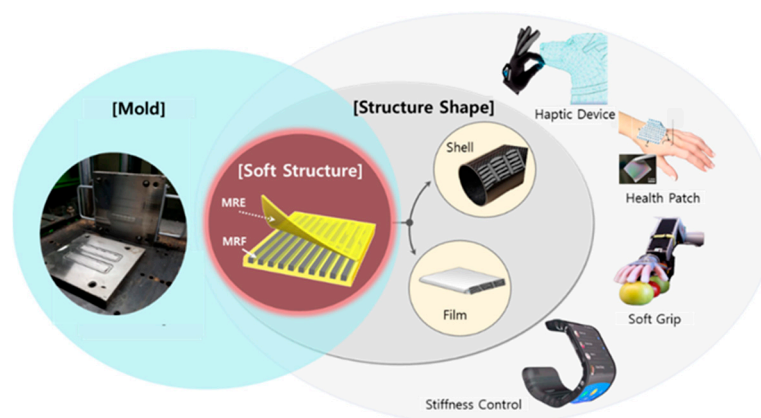 [Mold]
[Structure Shape]
[Soft Structure]
MRE
MRF
Shell
Film
Haptic Device
Health Patch
Soft Grip
Stiffness Control